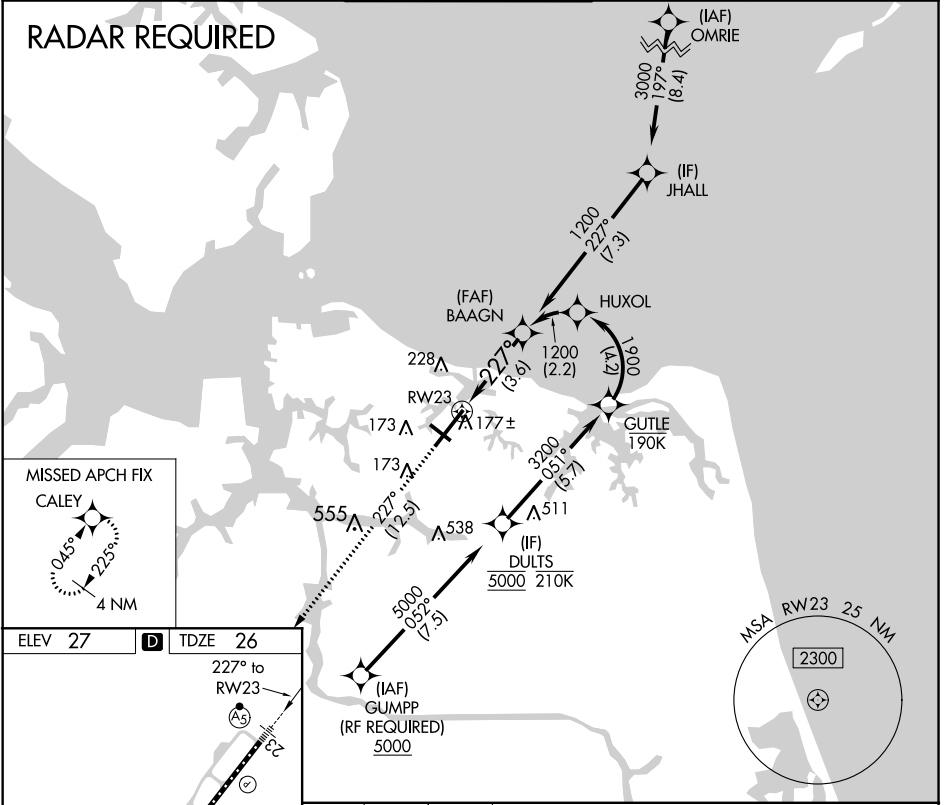 RADAR REQUIRED
(IAF)
OMRIE
3000
197°
(8.4)
(IF)
JHALL
1200
227°
(7.3)
(FAF)
BAAGN
HUXOL
1200
(2.2)
1900
(4.2)
228
227°
(3.6)
RW23
177±
173
GUTLE
190K
173
3200
051°
(5.7)
MISSED APCH FIX
CALEY
045°
225°
4 NM
227°
(12.5)
555
538
511
(IF)
DULTS
5000 210K
5000
052°
(7.5)
MSA RW23 25 NM
2300
ELEV 27
D
TDZE 26
227° to
RW23
A5
23
(IAF)
GUMPP
(RF REQUIRED)
5000